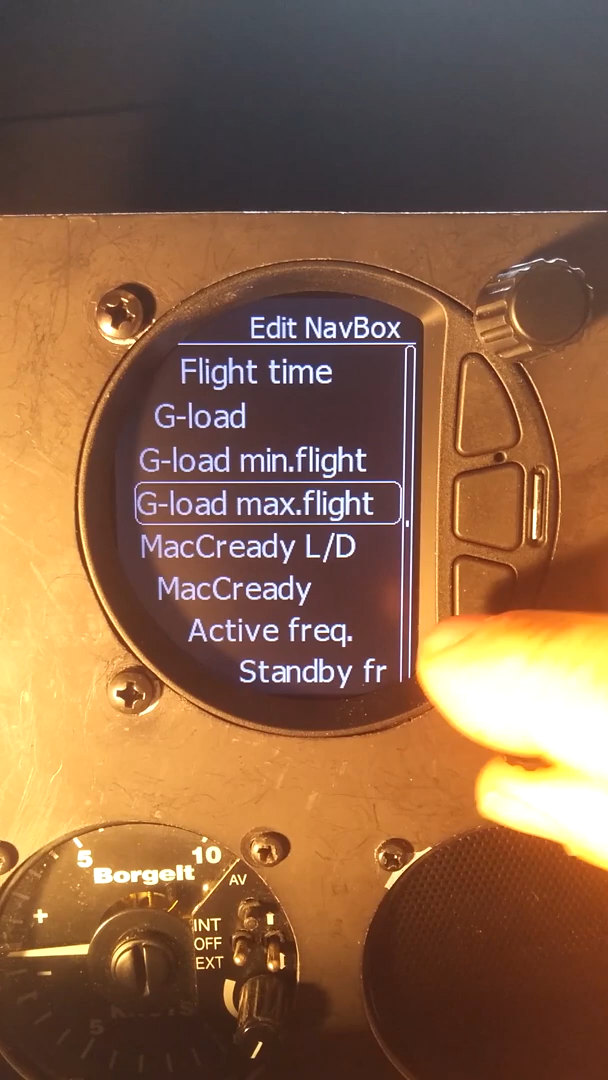 Edit NavBox
Flight time
G-load
G-load min.flight
G-load max.flight
MacCready L/D
MacCready
Active freq.
Standby fr
5
10
Borgelt
AV
+
INT
OFF
-
EXT
5